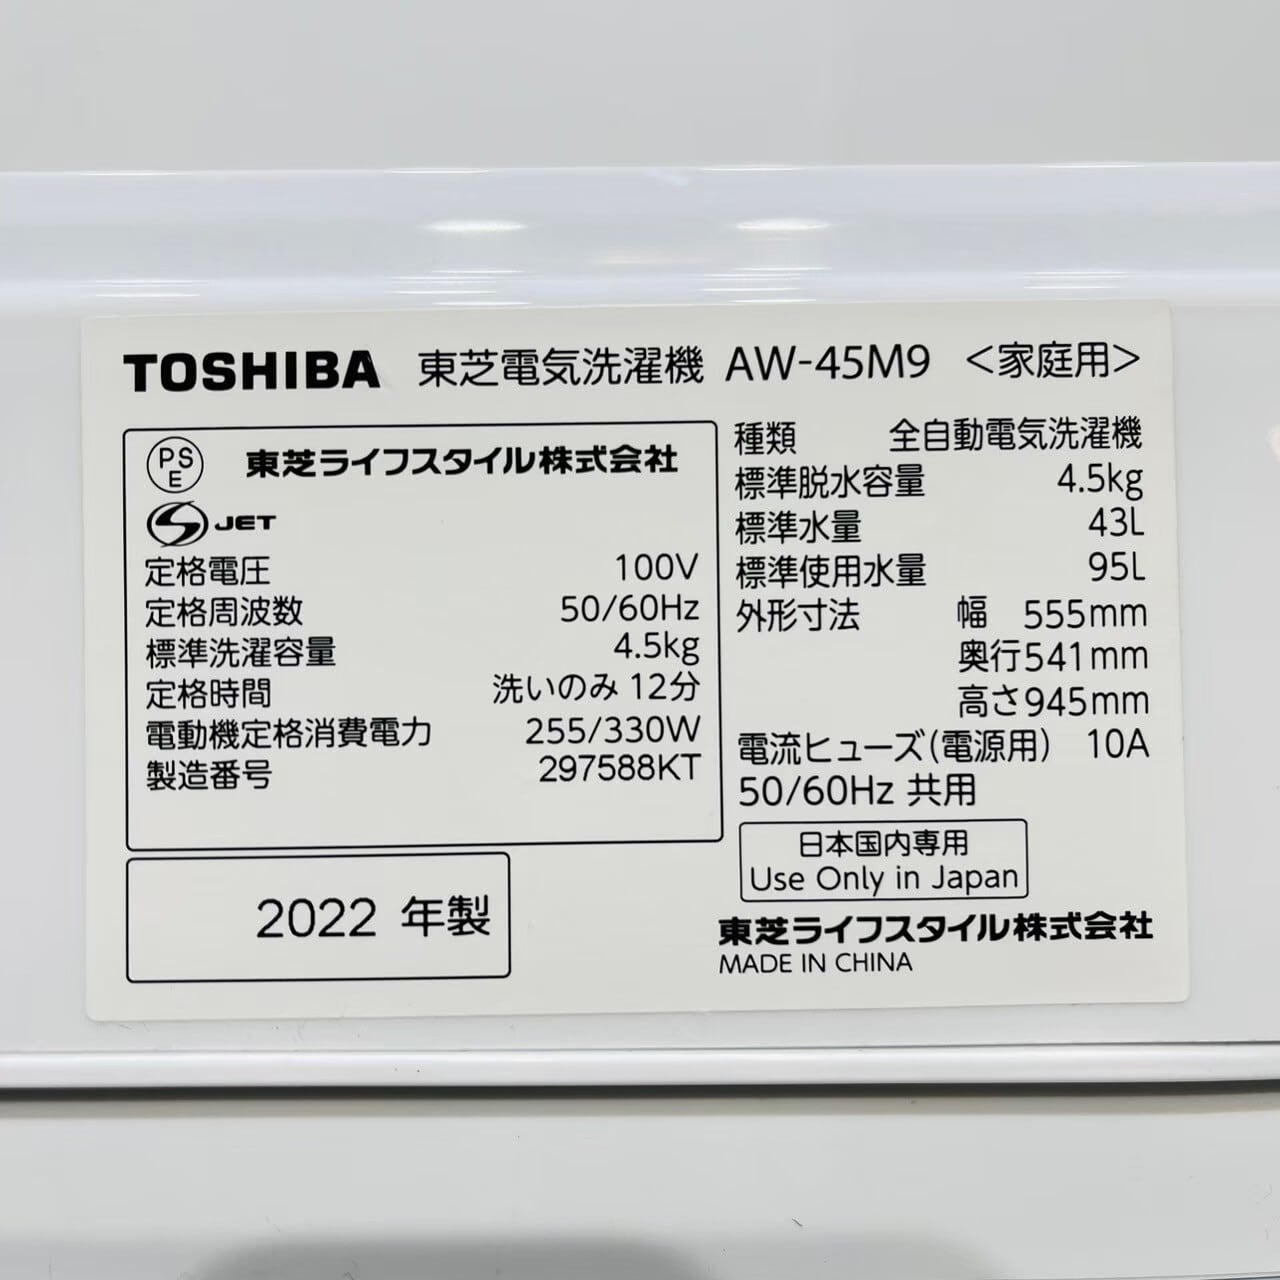 TOSHIBA 東芝電気洗濯機 AW-45M9 <家庭用>
PSE 東芝ライフスタイル株式会社
S JET
定格電圧 100V
定格周波数 50/60Hz
標準洗濯容量 4.5kg
定格時間 洗いのみ 12分
電動機定格消費電力 255/330W
製造番号 297588KT
2022 年製
種類 全自動電気洗濯機
標準脱水容量 4.5kg
標準水量 43L
標準使用水量 95L
外形寸法 幅 555mm
奥行541mm
高さ945mm
電流ヒューズ(電源用) 10A
50/60Hz 共用
日本国内専用
Use Only in Japan
東芝ライフスタイル株式会社
MADE IN CHINA